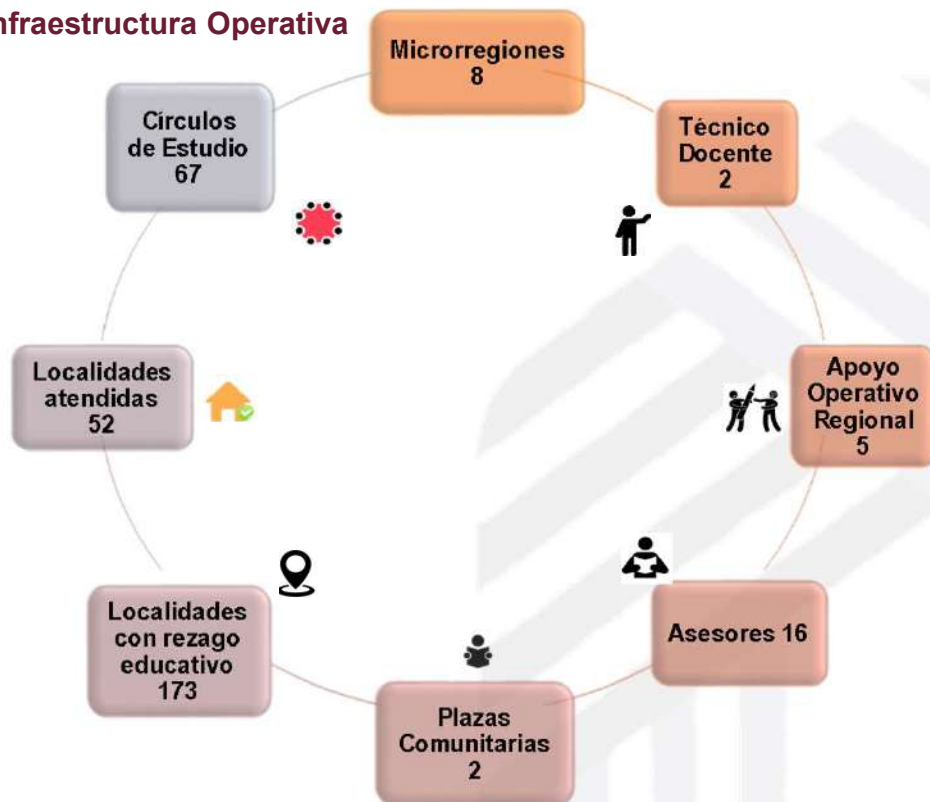 nfraestructura Operativa
Microrregiones
8
Técnico
Docente
2
Apoyo
Operativo
Regional
5
Asesores 16
Plazas
Comunitarias
2
Localidades
con rezago
educativo
173
Localidades
atendidas
52
Círculos
de Estudio
67